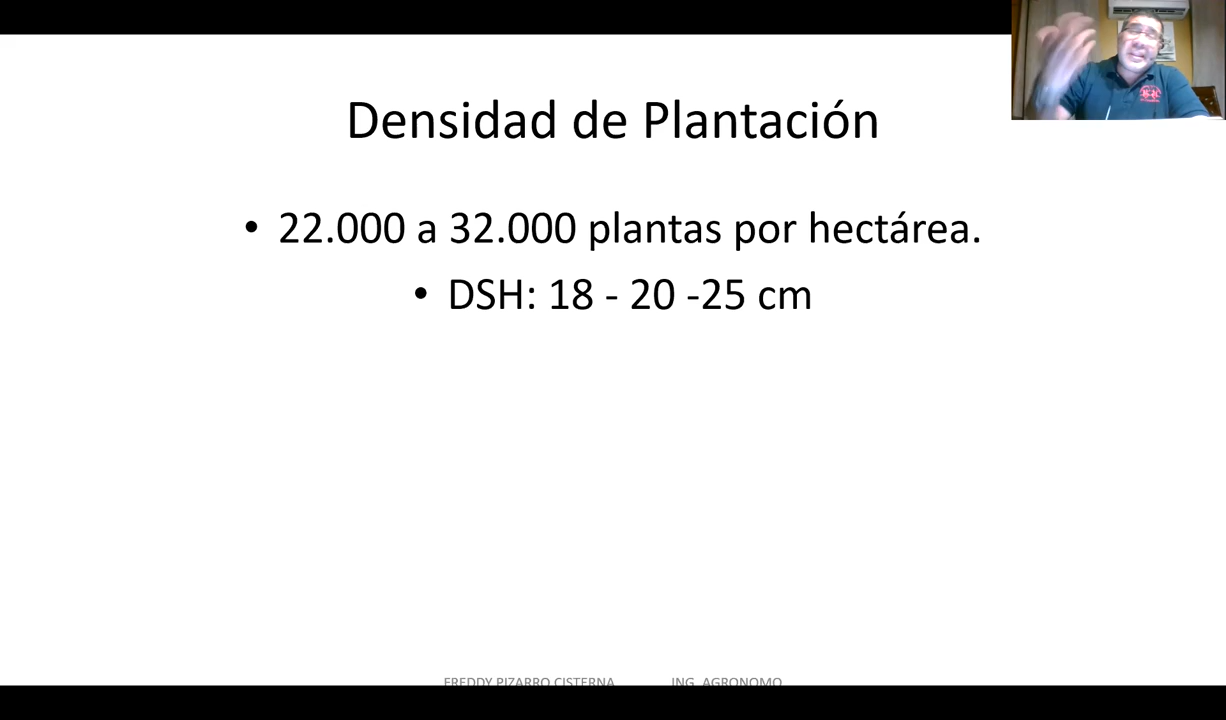 Densidad de Plantación
• 22.000 a 32.000 plantas por hectárea.
• DSH: 18 - 20 -25 cm
FREDDY PIZARRO CISTERNA ING. AGRONOMO